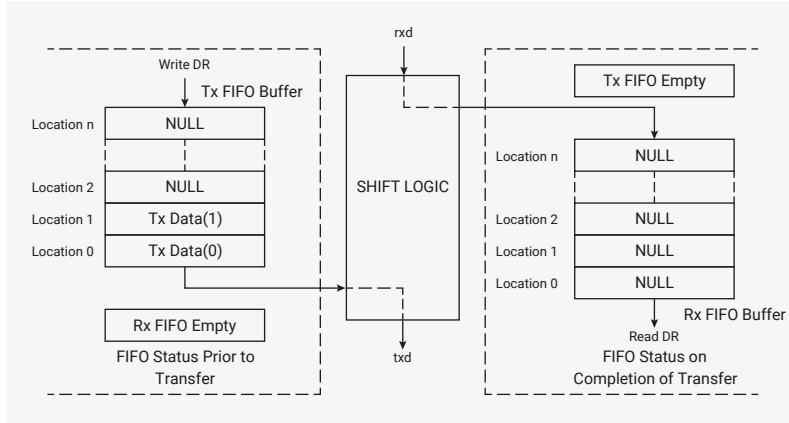 Write DR
Tx FIFO Buffer
Location n
NULL
Location 2
NULL
Location 1
Tx Data(1)
Location 0
Tx Data(0)
Rx FIFO Empty
FIFO Status Prior to
Transfer
rxd
SHIFT LOGIC
txd
Tx FIFO Empty
Location n
NULL
Location 2
NULL
Location 1
NULL
Location 0
NULL
Rx FIFO Buffer
Read DR
FIFO Status on
Completion of Transfer